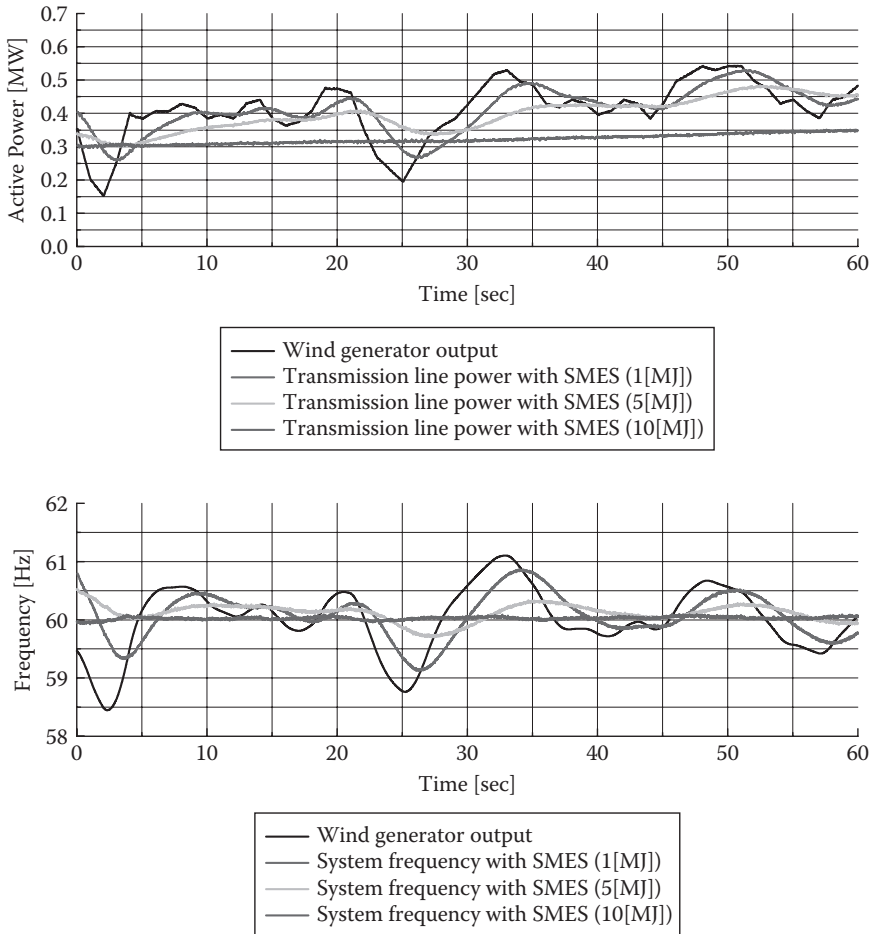 Active Power [MW]
0.7
0.6
0.5
0.4
0.3
0.2
0.1
0.0
0 10 20 30 40 50 60
Time [sec]
Wind generator output
Transmission line power with SMES (1[MJ])
Transmission line power with SMES (5[MJ])
Transmission line power with SMES (10[MJ])
Frequency [Hz]
62
61
60
59
58
0 10 20 30 40 50 60
Time [sec]
Wind generator output
System frequency with SMES (1[MJ])
System frequency with SMES (5[MJ])
System frequency with SMES (10[MJ])